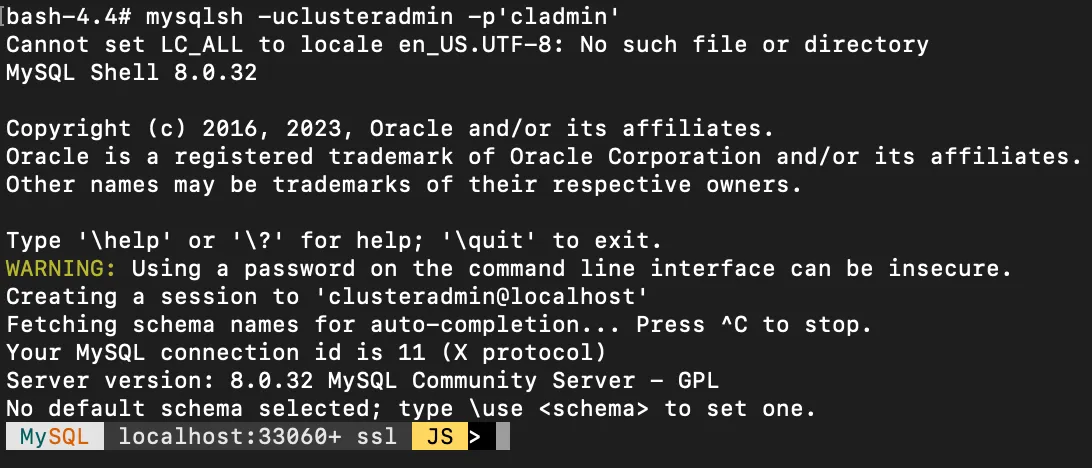 bash-4.4# mysqlsh -uclusteradmin -p'cladmin'
Cannot set LC_ALL to locale en_US.UTF-8: No such file or directory
MySQL Shell 8.0.32
Copyright (c) 2016, 2023, Oracle and/or its affiliates.
Oracle is a registered trademark of Oracle Corporation and/or its affiliates.
Other names may be trademarks of their respective owners.
Type '\help' or '\?' for help; '\quit' to exit.
WARNING: Using a password on the command line interface can be insecure.
Creating a session to 'clusteradmin@localhost'
Fetching schema names for auto-completion... Press ^C to stop.
Your MySQL connection id is 11 (X protocol)
Server version: 8.0.32 MySQL Community Server - GPL
No default schema selected; type \use <schema> to set one.
MySQL localhost:33060+ ssl JS >